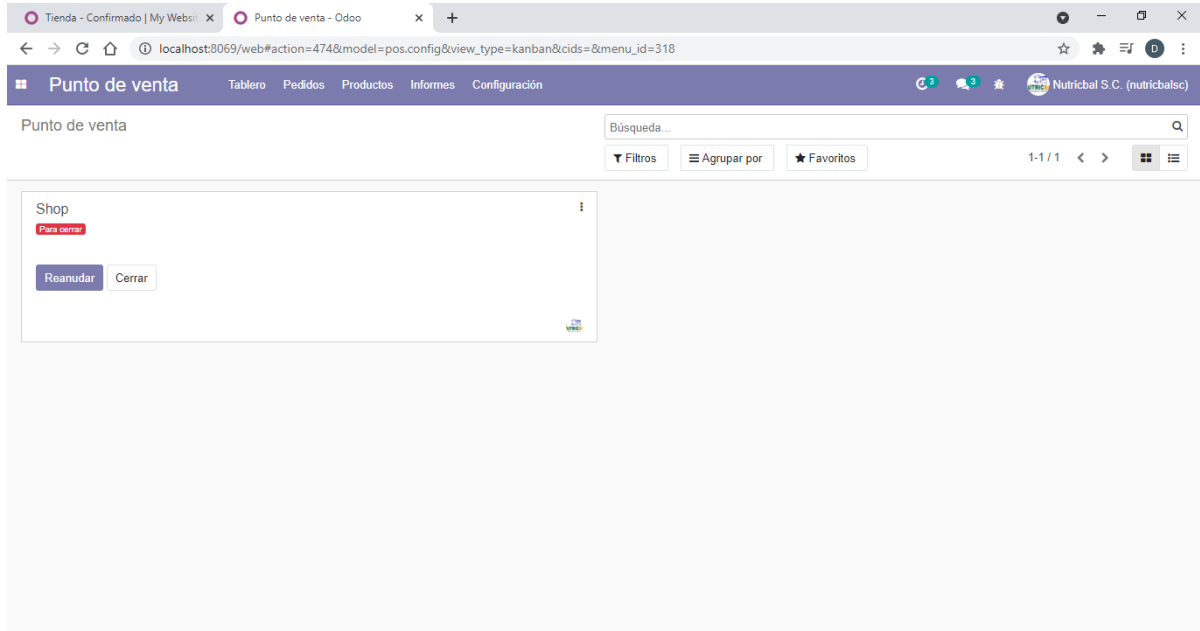 Tienda - Confirmado | My Websit
Punto de venta - Odoo
localhost:8069/web#action=474&model=pos.config&view_type=kanban&cids=&menu_id=318
D
Punto de venta
Tablero Pedidos Productos Informes Configuración
3 3 Nutricbal S.C. (nutricbalsc)
Punto de venta
Búsqueda...
Filtros Agrupar por Favoritos 1-1 / 1
Shop
Para cerrar
Reanudar Cerrar